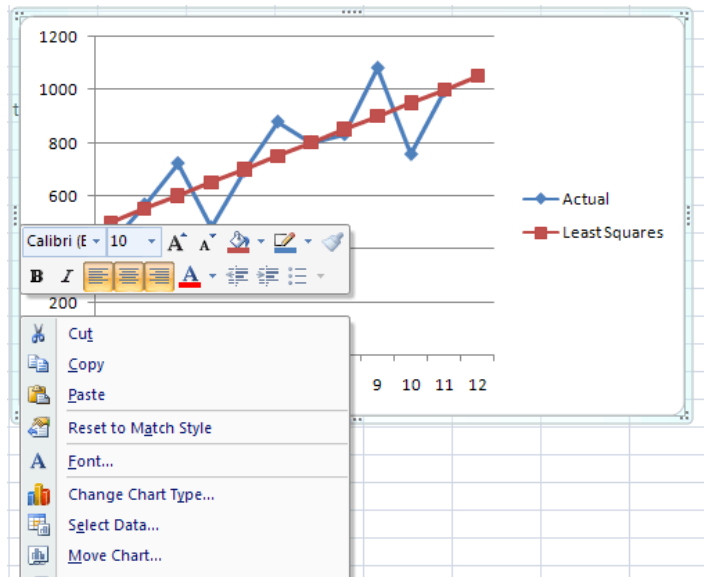 1200
1000
t
800
600
Actual
Least Squares
Calibri (E 10 A A
B I A
200
9 10 11 12
Cut
Copy
Paste
Reset to Match Style
A Font...
Change Chart Type...
Select Data...
Move Chart...